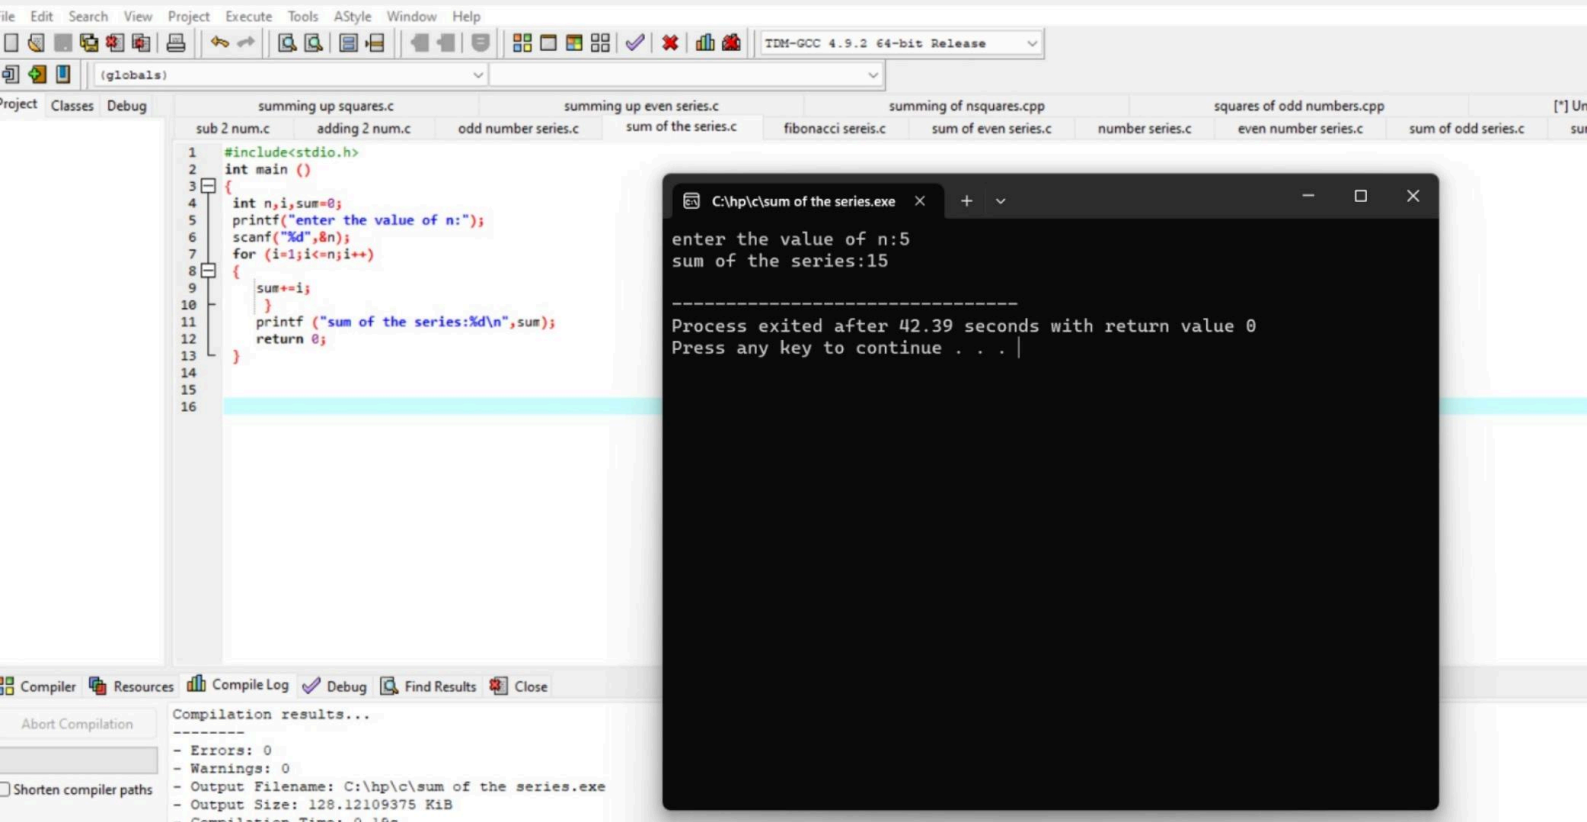 File Edit Search View Project Execute Tools AStyle Window Help
TDM-GCC 4.9.2 64-bit Release
(globals)
Project Classes Debug
summing up squares.c summing up even series.c summing of nsquares.cpp squares of odd numbers.cpp [*] Un
sub 2 num.c adding 2 num.c odd number series.c sum of the series.c fibonacci sereis.c sum of even series.c number series.c even number series.c sum of odd series.c sur
1 #include<stdio.h>
2 int main ()
3 {
4 int n,i,sum=0;
5 printf("enter the value of n:");
6 scanf("%d",&n);
7 for (i=1;i<=n;i++)
8 {
9 sum+=i;
10 }
11 printf ("sum of the series:%d\n",sum);
12 return 0;
13 }
14
15
16
C:\hp\c\sum of the series.exe
enter the value of n:5
sum of the series:15
--------------------------------
Process exited after 42.39 seconds with return value 0
Press any key to continue . . .
Compiler Resources Compile Log Debug Find Results Close
Abort Compilation
Shorten compiler paths
Compilation results...
--------
- Errors: 0
- Warnings: 0
- Output Filename: C:\hp\c\sum of the series.exe
- Output Size: 128.12109375 KiB
- Compilation Time: 0.19s